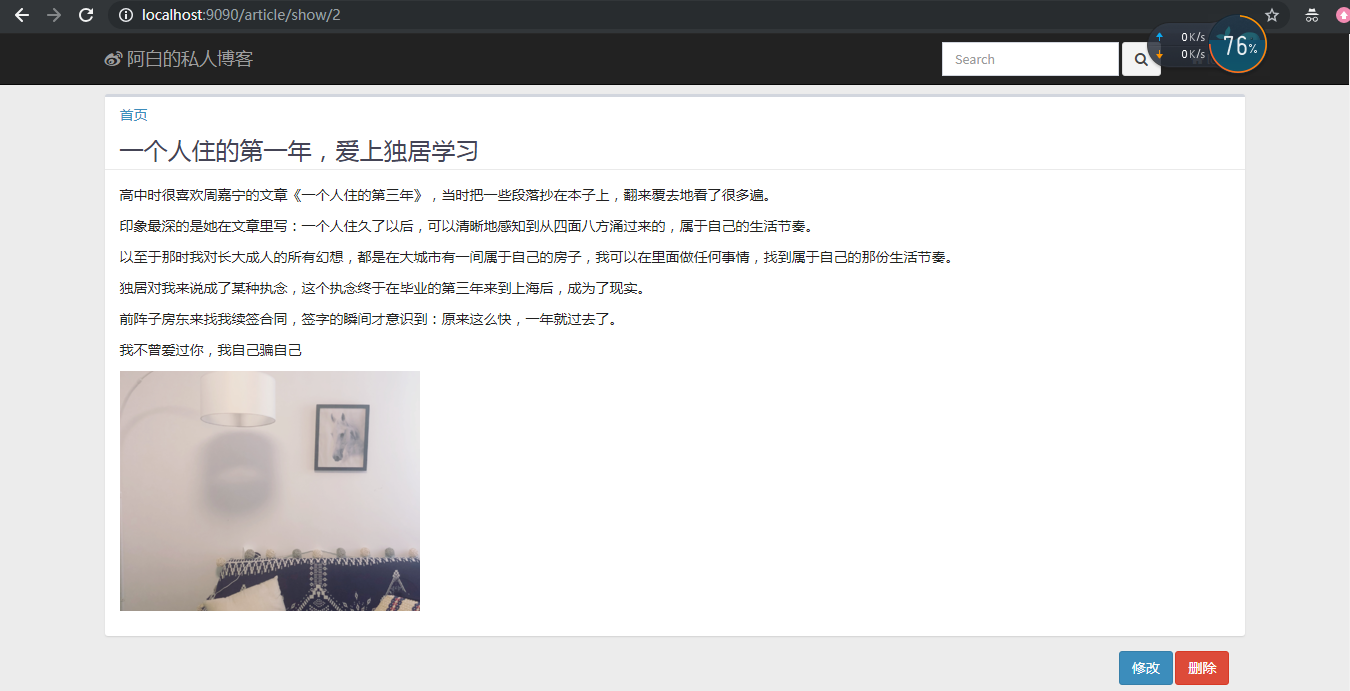 localhost:9090/article/show/2
阿白的私人博客
Search
0K/s
0K/s
76%
首页
一个人住的第一年，爱上独居学习
高中时很喜欢周嘉宁的文章《一个人住的第三年》，当时把一些段落抄在本子上，翻来覆去地看了很多遍。
印象最深的是她在文章里写：一个人住久了以后，可以清晰地感知到从四面八方涌过来的，属于自己的生活节奏。
以至于那时我对长大成人的所有幻想，都是在大城市有一间属于自己的房子，我可以在里面做任何事情，找到属于自己的那份生活节奏。
独居对我来说成了某种执念，这个执念终于在毕业的第三年来到上海后，成为了现实。
前阵子房东来找我续签合同，签字的瞬间才意识到：原来这么快，一年就过去了。
我不曾爱过你，我自己骗自己
修改 删除